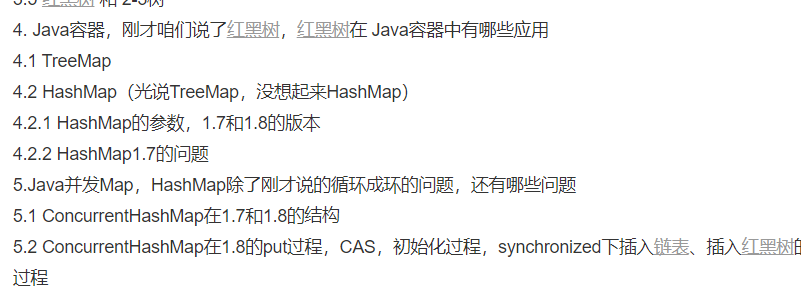 3.3 红黑树 和 2-3树
4. Java容器，刚才咱们说了红黑树，红黑树在 Java容器中有哪些应用
4.1 TreeMap
4.2 HashMap（光说TreeMap，没想起来HashMap）
4.2.1 HashMap的参数，1.7和1.8的版本
4.2.2 HashMap1.7的问题
5.Java并发Map，HashMap除了刚才说的循环成环的问题，还有哪些问题
5.1 ConcurrentHashMap在1.7和1.8的结构
5.2 ConcurrentHashMap在1.8的put过程，CAS，初始化过程，synchronized下插入链表、插入红黑树的
过程